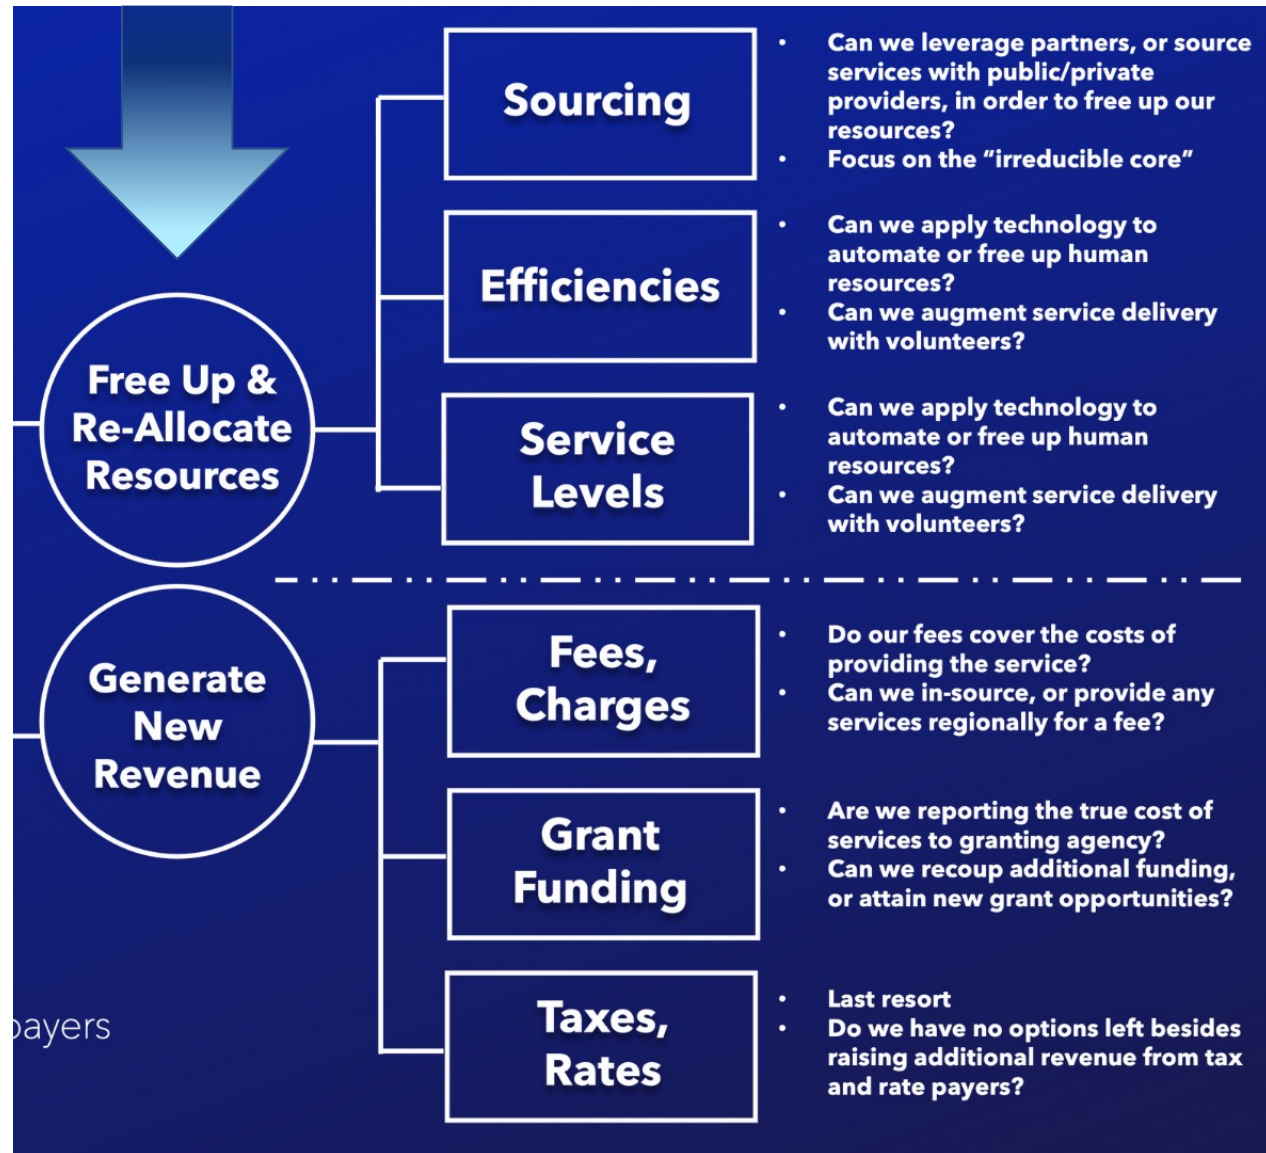 Free Up &
Re-Allocate
Resources
Sourcing
• Can we leverage partners, or source
services with public/private
providers, in order to free up our
resources?
• Focus on the “irreducible core”
Efficiencies
• Can we apply technology to
automate or free up human
resources?
• Can we augment service delivery
with volunteers?
Service
Levels
• Can we apply technology to
automate or free up human
resources?
• Can we augment service delivery
with volunteers?
Generate
New
Revenue
Fees,
Charges
• Do our fees cover the costs of
providing the service?
• Can we in-source, or provide any
services regionally for a fee?
Grant
Funding
• Are we reporting the true cost of
services to granting agency?
• Can we recoup additional funding,
or attain new grant opportunities?
Taxes,
Rates
• Last resort
• Do we have no options left besides
raising additional revenue from tax
and rate payers?
payers